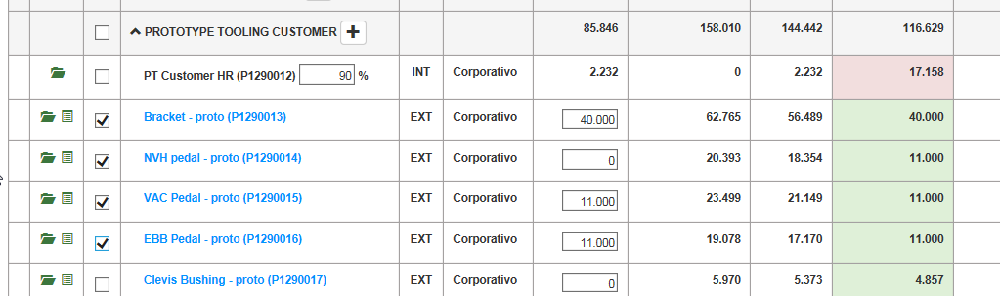 PROTOTYPE TOOLING CUSTOMER + 85.846 158.010 144.442 116.629
PT Customer HR (P1290012) 90 % INT Corporativo 2.232 0 2.232 17.158
Bracket - proto (P1290013) EXT Corporativo 40.000 62.765 56.489 40.000
NVH pedal - proto (P1290014) EXT Corporativo 0 20.393 18.354 11.000
VAC Pedal - proto (P1290015) EXT Corporativo 11.000 23.499 21.149 11.000
EBB Pedal - proto (P1290016) EXT Corporativo 11.000 19.078 17.170 11.000
Clevis Bushing - proto (P1290017) EXT Corporativo 0 5.970 5.373 4.857